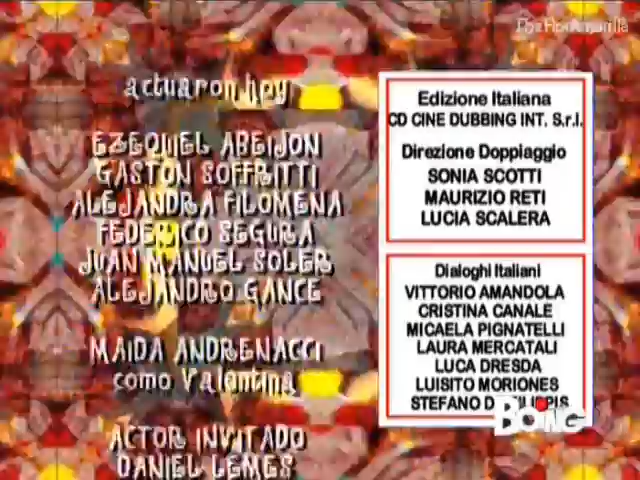 actuaron hoy
EZEQUIEL ABEIJON
GASTON SOFFRITTI
ALEJANDRA FILOMENA
FEDERICO SEGURA
JUAN MANUEL SOLER
ALEJANDRO GANCE
MAIDA ANDRENACCI
como Valentina
ACTOR INVITADO
DANIEL LEMES
Edizione Italiana
CD CINE DUBBING INT. S.r.l.
Direzione Doppiaggio
SONIA SCOTTI
MAURIZIO RETI
LUCIA SCALERA
Dialoghi Italiani
VITTORIO AMANDOLA
CRISTINA CANALE
MICAELA PIGNATELLI
LAURA MERCATALI
LUCA DRESDA
LUISITO MORIONES
STEFANO
BOING